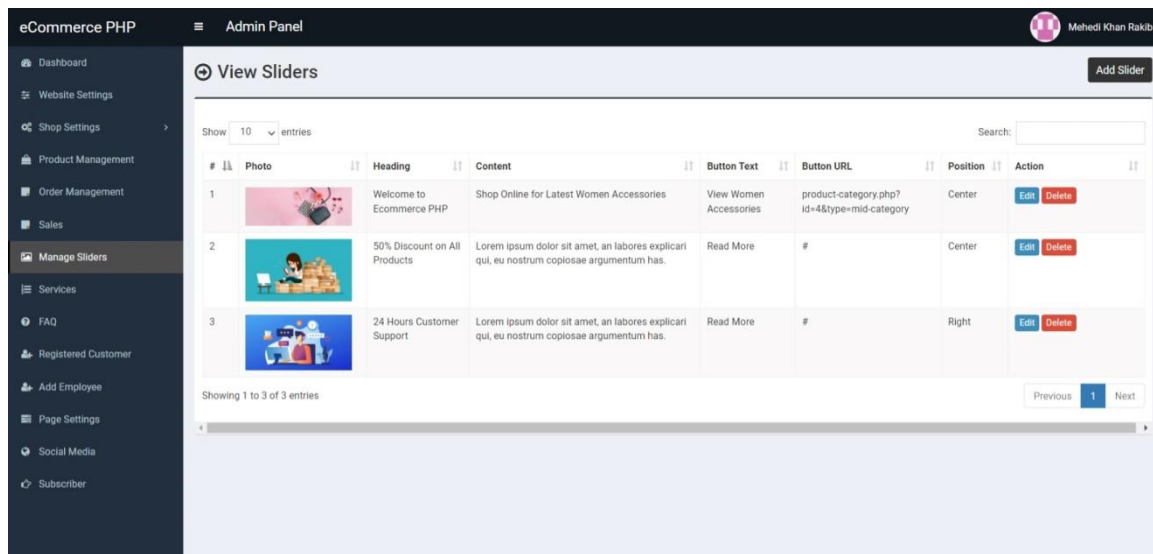 eCommerce PHP
Admin Panel
Mehedi Khan Rakib
Dashboard
Website Settings
Shop Settings
Product Management
Order Management
Sales
Manage Sliders
Services
FAQ
Registered Customer
Add Employee
Page Settings
Social Media
Subscriber
View Sliders
Add Slider
Show 10 entries
Search:
# Photo Heading Content Button Text Button URL Position Action
1 Welcome to Shop Online for Latest Women Accessories View Women product-category.php? Center Edit Delete
Ecommerce PHP Accessories id=4&type=mid-category
2 50% Discount on All Lorem ipsum dolor sit amet, an labores explicari Read More # Center Edit Delete
Products qui, eu nostrum copiosae argumentum has.
3 24 Hours Customer Lorem ipsum dolor sit amet, an labores explicari Read More # Right Edit Delete
Support qui, eu nostrum copiosae argumentum has.
Showing 1 to 3 of 3 entries
Previous 1 Next